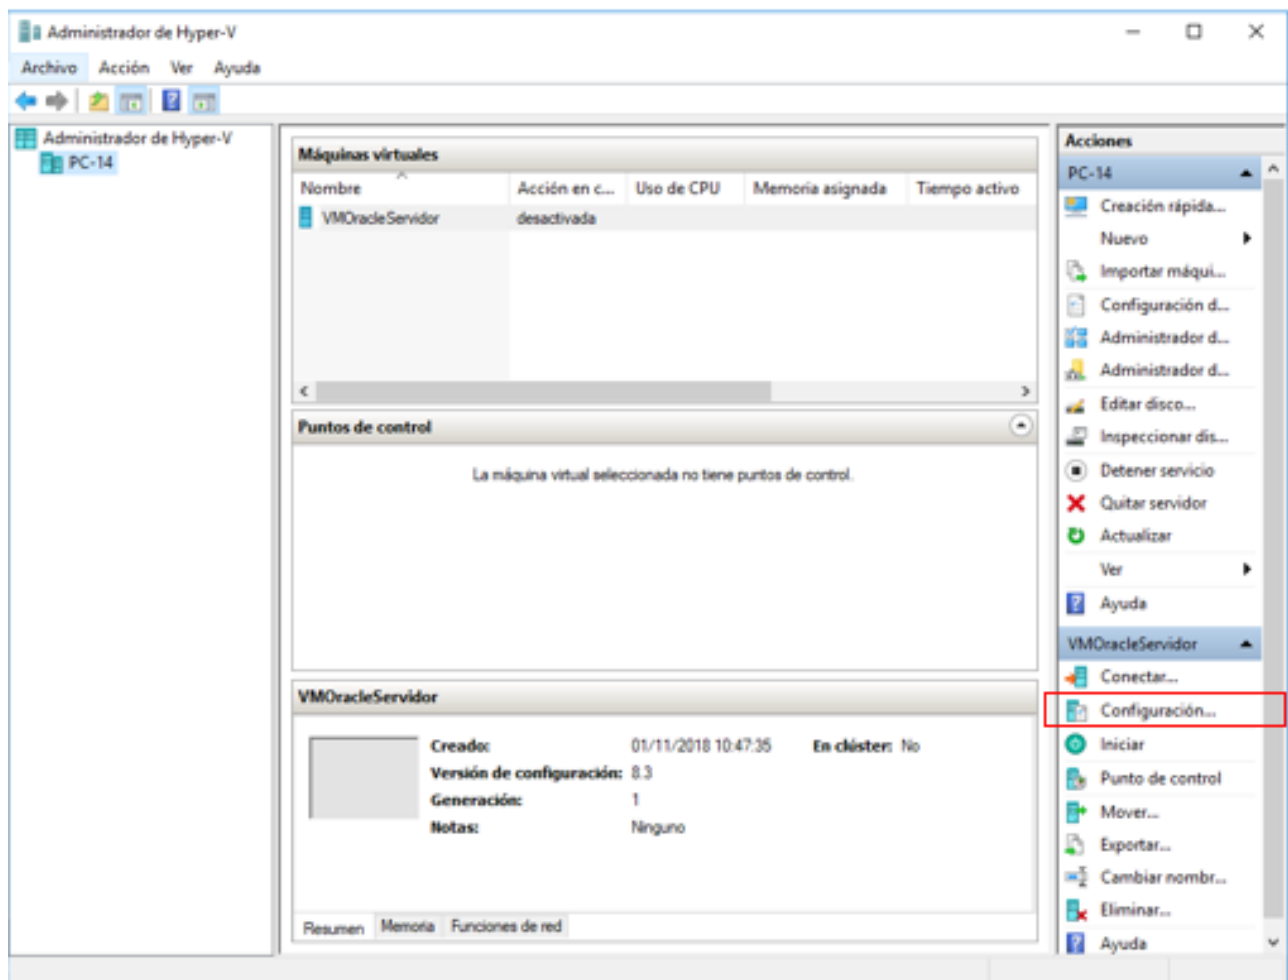 Administrador de Hyper-V
Archivo Acción Ver Ayuda
Administrador de Hyper-V
PC-14
Máquinas virtuales
Nombre Acción en c... Uso de CPU Memoria asignada Tiempo activo
VMOracleServidor desactivada
Puntos de control
La máquina virtual seleccionada no tiene puntos de control.
VMOracleServidor
Creado: 01/11/2018 10:47:35 En clúster: No
Versión de configuración: 8.3
Generación: 1
Notas: Ninguno
Resumen Memoria Funciones de red
Acciones
PC-14
Creación rápida...
Nuevo
Importar máqui...
Configuración d...
Administrador d...
Administrador d...
Editar disco...
Inspeccionar dis...
Detener servicio
Quitar servidor
Actualizar
Ver
Ayuda
VMOracleServidor
Conectar...
Configuración...
Iniciar
Punto de control
Mover...
Exportar...
Cambiar nombr...
Eliminar...
Ayuda